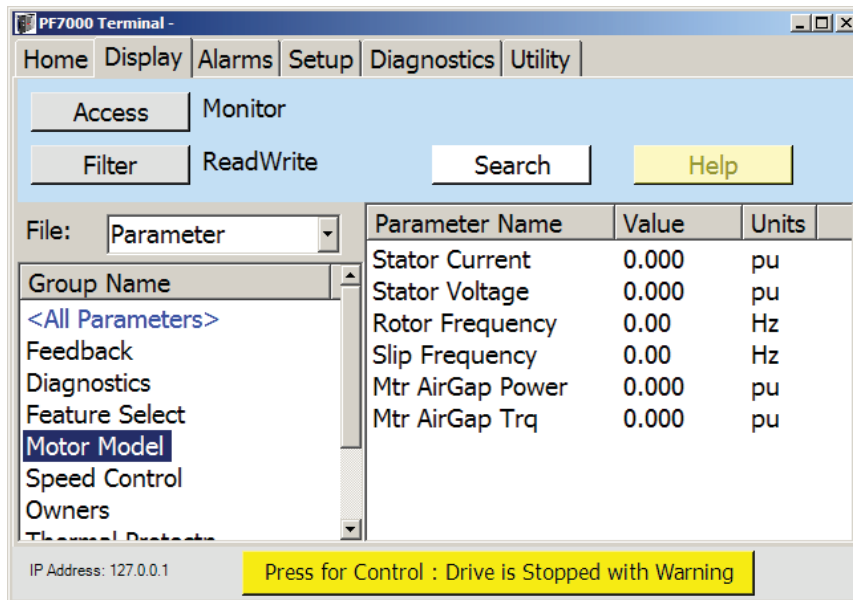 PF7000 Terminal -
Home Display Alarms Setup Diagnostics Utility
Access Monitor
Filter ReadWrite Search Help
File: Parameter
Group Name
<All Parameters>
Feedback
Diagnostics
Feature Select
Motor Model
Speed Control
Owners
Thermal Protectn
Parameter Name Value Units
Stator Current 0.000 pu
Stator Voltage 0.000 pu
Rotor Frequency 0.00 Hz
Slip Frequency 0.00 Hz
Mtr AirGap Power 0.000 pu
Mtr AirGap Trq 0.000 pu
IP Address: 127.0.0.1
Press for Control : Drive is Stopped with Warning